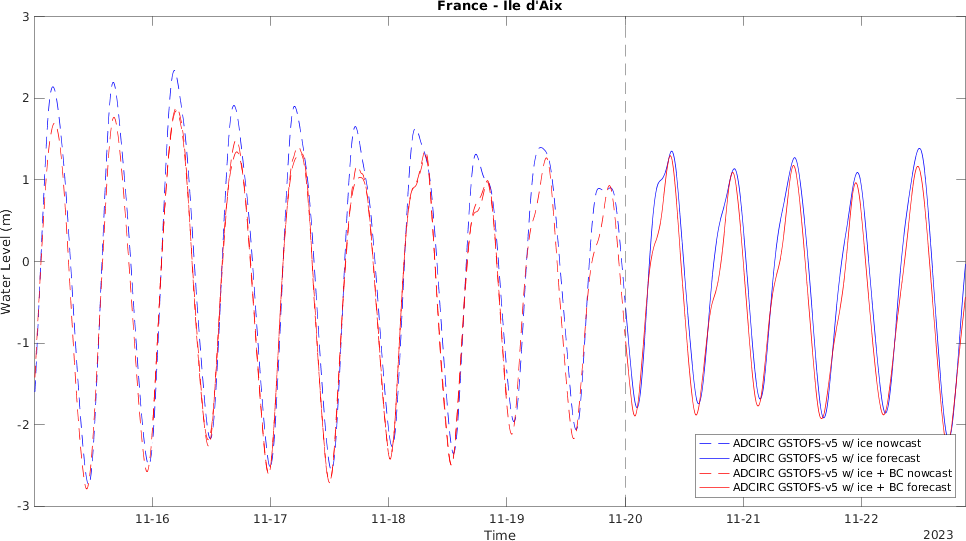 France - Ile d'Aix
3
2
1
0
-1
-2
-3
Water Level (m)
11-16
11-17
11-18
11-19
11-20
11-21
11-22
Time
2023
ADCIRC GSTOFS-v5 w/ ice nowcast
ADCIRC GSTOFS-v5 w/ ice forecast
ADCIRC GSTOFS-v5 w/ ice + BC nowcast
ADCIRC GSTOFS-v5 w/ ice + BC forecast